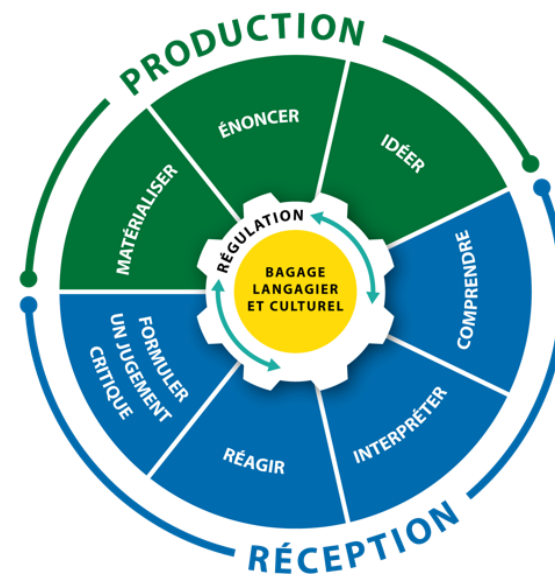 PRODUCTION
MATÉRIALISER
ÉNONCER
IDÉER
COMPRENDRE
INTERPRÉTER
RÉAGIR
FORMULER
UN JUGEMENT
CRITIQUE
RÉGULATION
BAGAGE
LANGAGIER
ET CULTUREL
RÉCEPTION